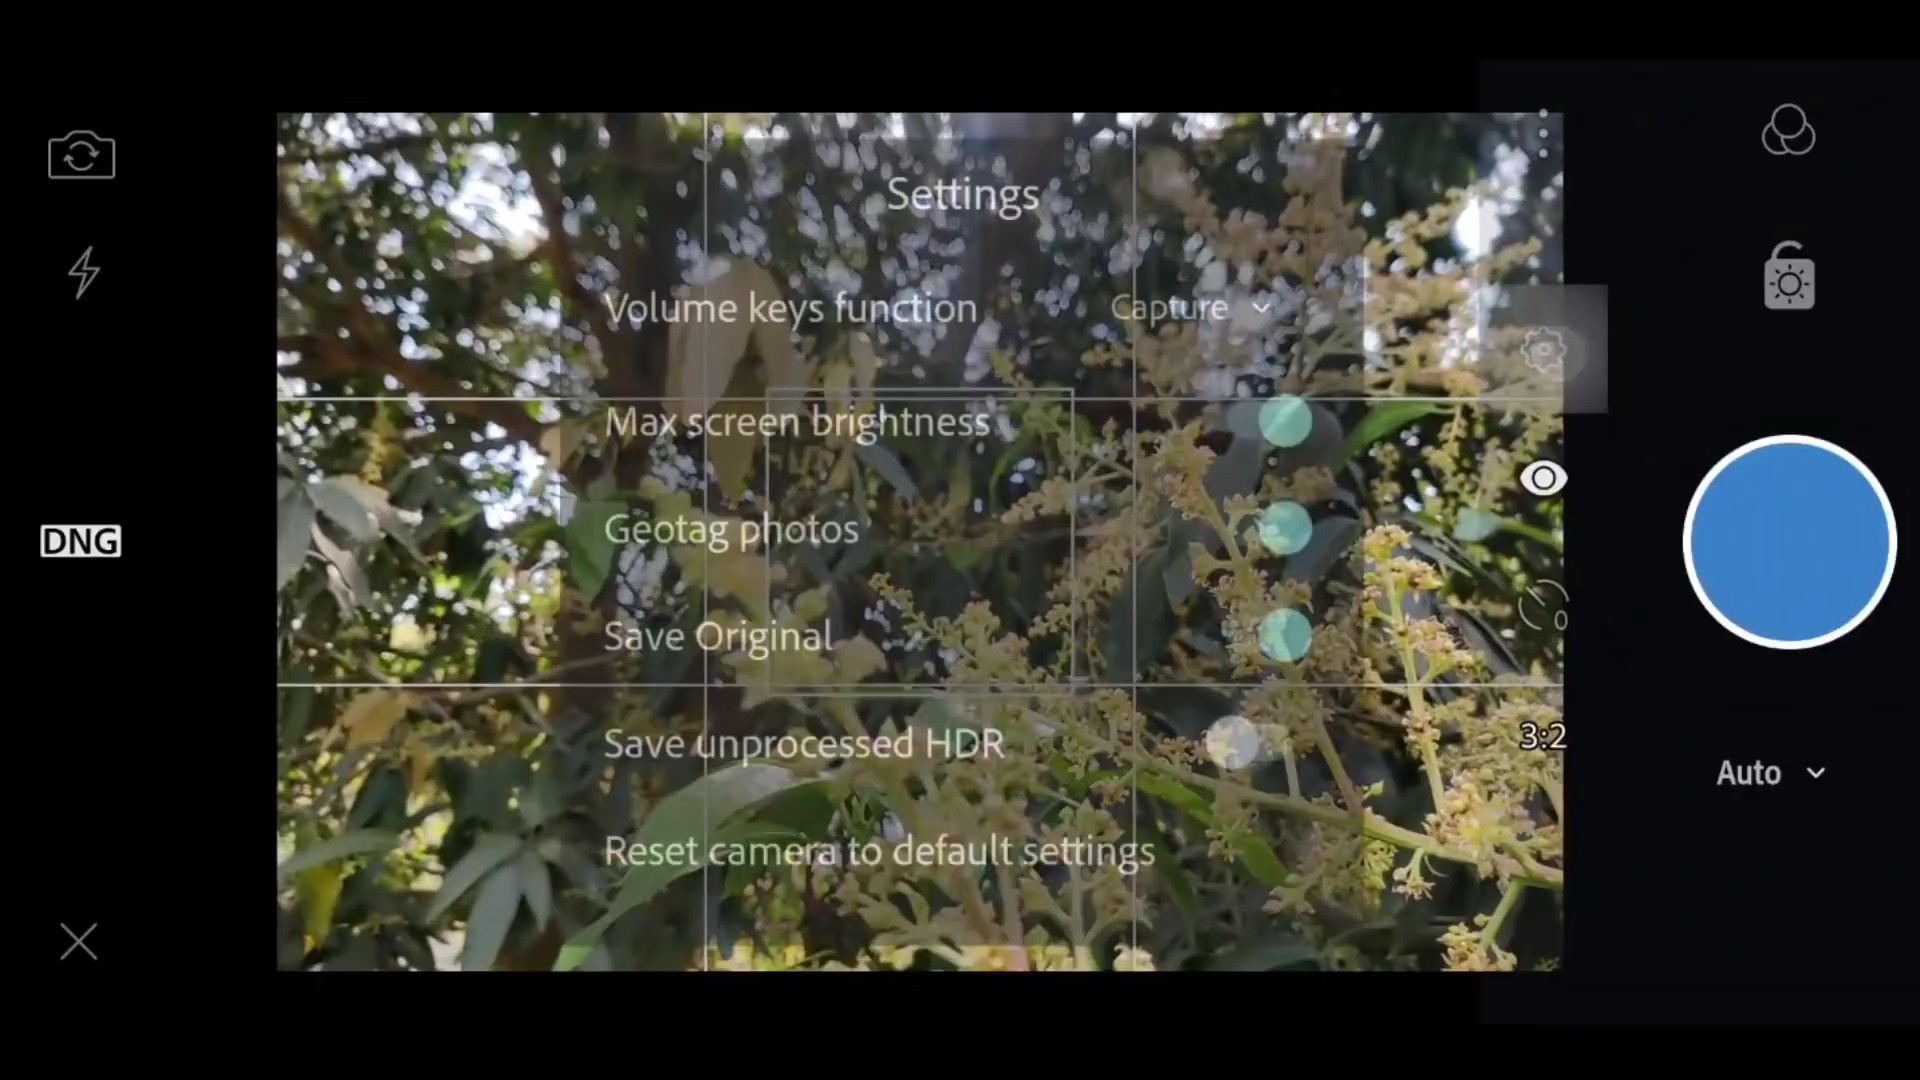 Settings
Volume keys function Capture
Max screen brightness
Geotag photos
Save Original
Save unprocessed HDR
Reset camera to default settings
DNG
0
3:2
Auto